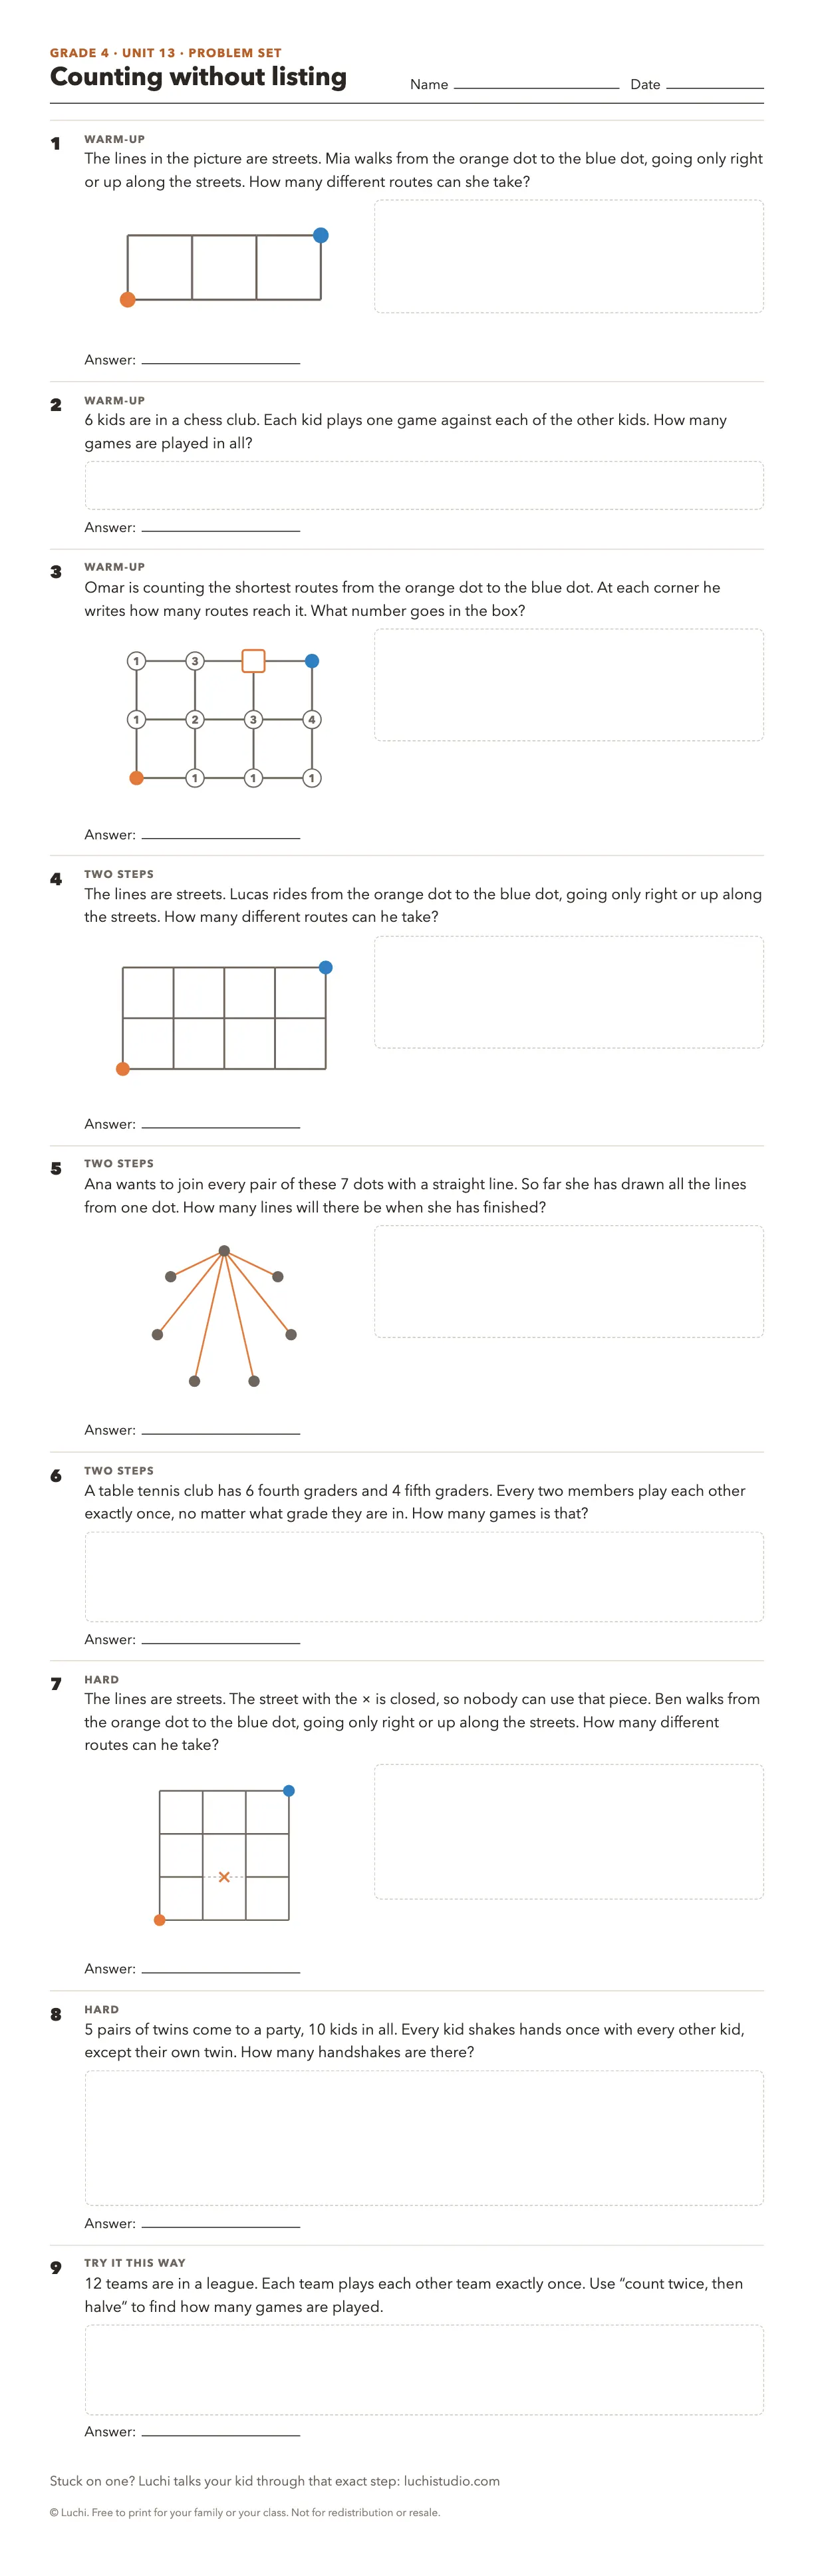 GRADE 4 · UNIT 13 · PROBLEM SET
Counting without listing
Name
Date
1
WARM-UP
The lines in the picture are streets. Mia walks from the orange dot to the blue dot, going only right
or up along the streets. How many different routes can she take?
Answer:
2
WARM-UP
6 kids are in a chess club. Each kid plays one game against each of the other kids. How many
games are played in all?
Answer:
3
WARM-UP
Omar is counting the shortest routes from the orange dot to the blue dot. At each corner he
writes how many routes reach it. What number goes in the box?
1 3
1 2 3 4
1 1 1
Answer:
4
TWO STEPS
The lines are streets. Lucas rides from the orange dot to the blue dot, going only right or up along
the streets. How many different routes can he take?
Answer:
5
TWO STEPS
Ana wants to join every pair of these 7 dots with a straight line. So far she has drawn all the lines
from one dot. How many lines will there be when she has finished?
Answer:
6
TWO STEPS
A table tennis club has 6 fourth graders and 4 fifth graders. Every two members play each other
exactly once, no matter what grade they are in. How many games is that?
Answer:
7
HARD
The lines are streets. The street with the × is closed, so nobody can use that piece. Ben walks from
the orange dot to the blue dot, going only right or up along the streets. How many different
routes can he take?
×
Answer:
8
HARD
5 pairs of twins come to a party, 10 kids in all. Every kid shakes hands once with every other kid,
except their own twin. How many handshakes are there?
Answer:
9
TRY IT THIS WAY
12 teams are in a league. Each team plays each other team exactly once. Use “count twice, then
halve” to find how many games are played.
Answer:
Stuck on one? Luchi talks your kid through that exact step: luchistudio.com
© Luchi. Free to print for your family or your class. Not for redistribution or resale.